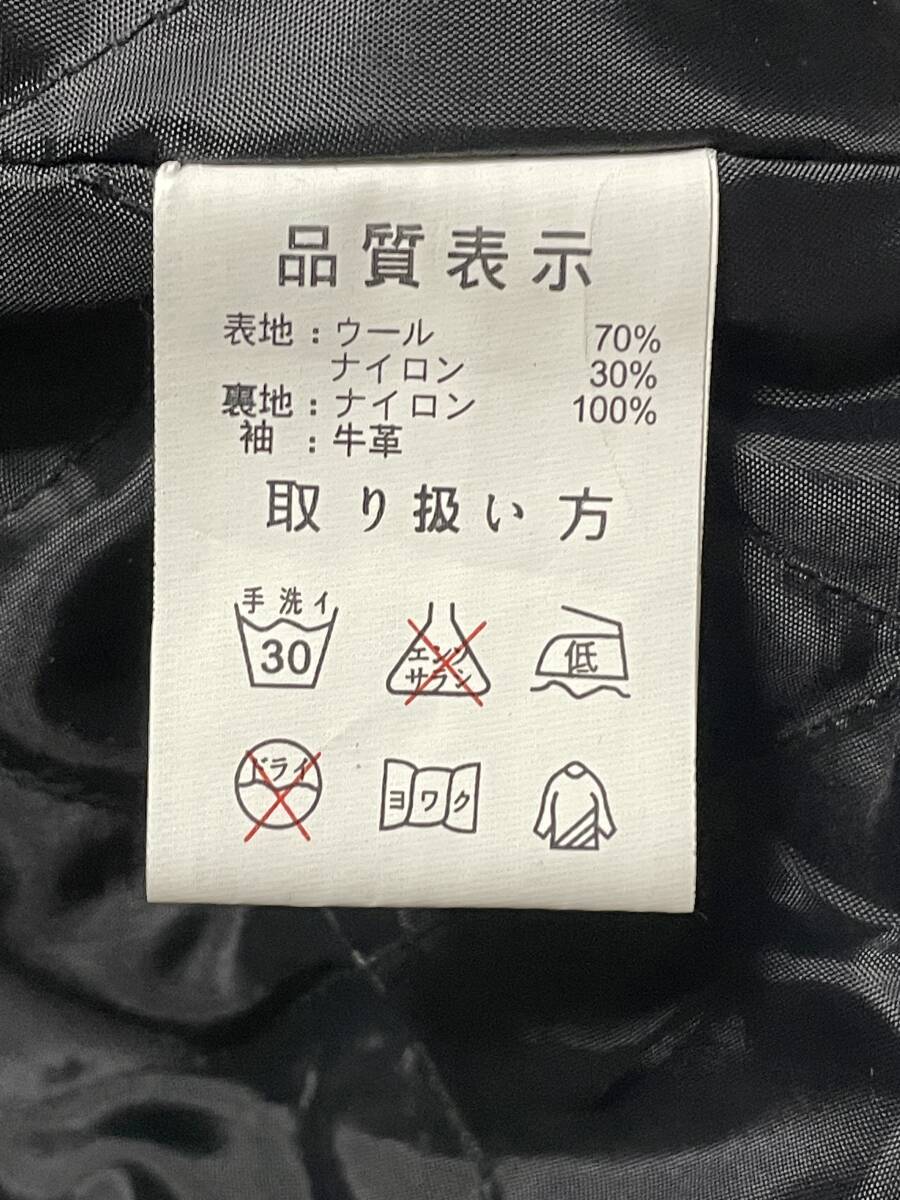 品質表示
表地：ウール 70%
ナイロン 30%
裏地：ナイロン 100%
袖：牛革
取り扱い方
手洗イ
30
エンソ
サラシ
低
ドライ
ヨワク